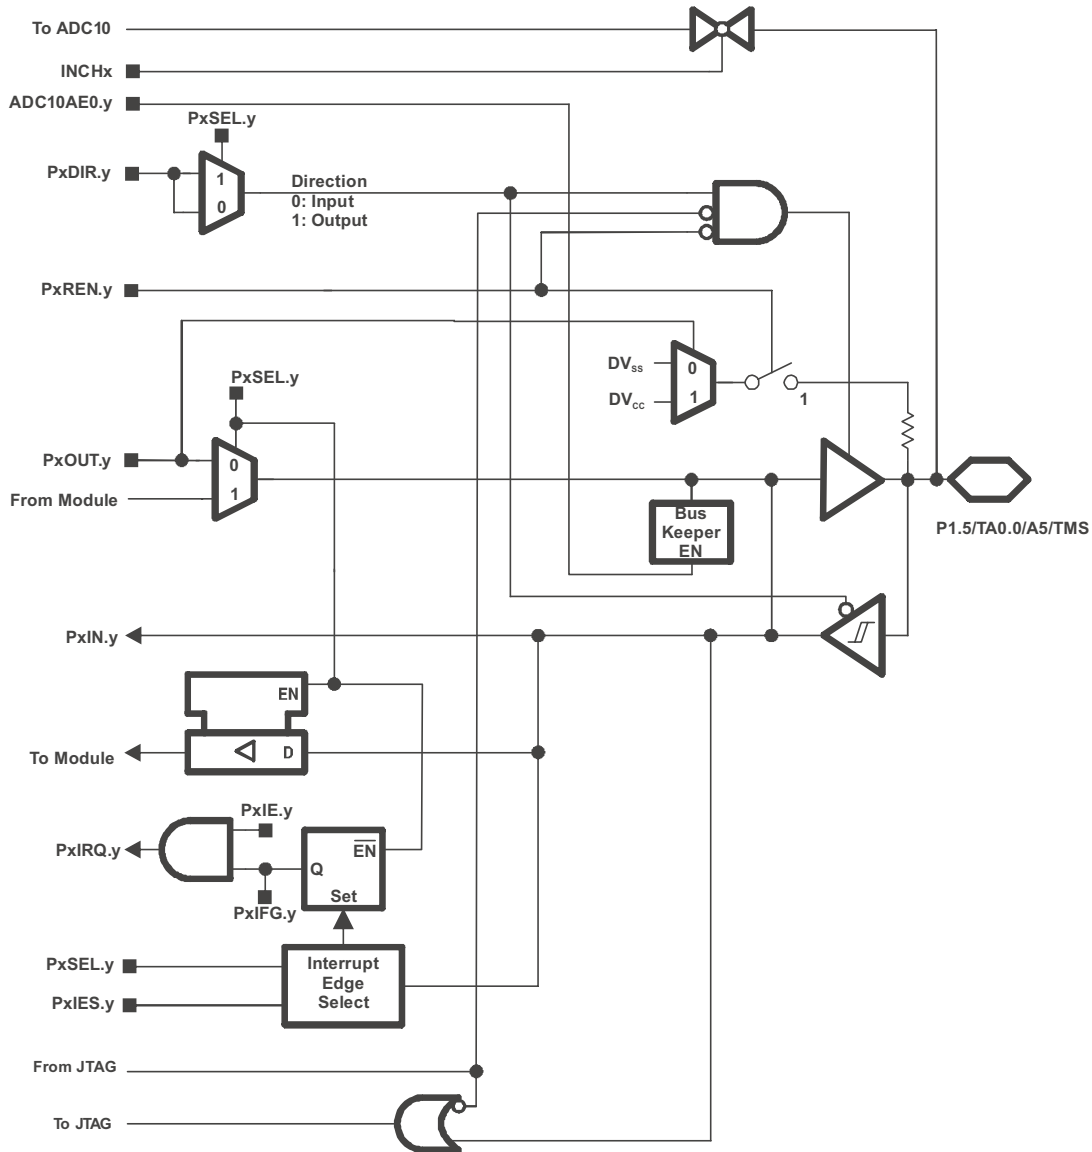 To ADC10
INCHx
ADC10AE0.y
PxSEL.y
PxDIR.y
1
0
Direction
0: Input
1: Output
PxREN.y
DVSS
0
DVCC
1
1
PxSEL.y
PxOUT.y
0
From Module
1
Bus
Keeper
EN
P1.5/TA0.0/A5/TMS
PxIN.y
EN
To Module
D
PxIE.y
PxIRQ.y
EN
Q
Set
PxIFG.y
PxSEL.y
PxIES.y
Interrupt
Edge
Select
From JTAG
To JTAG